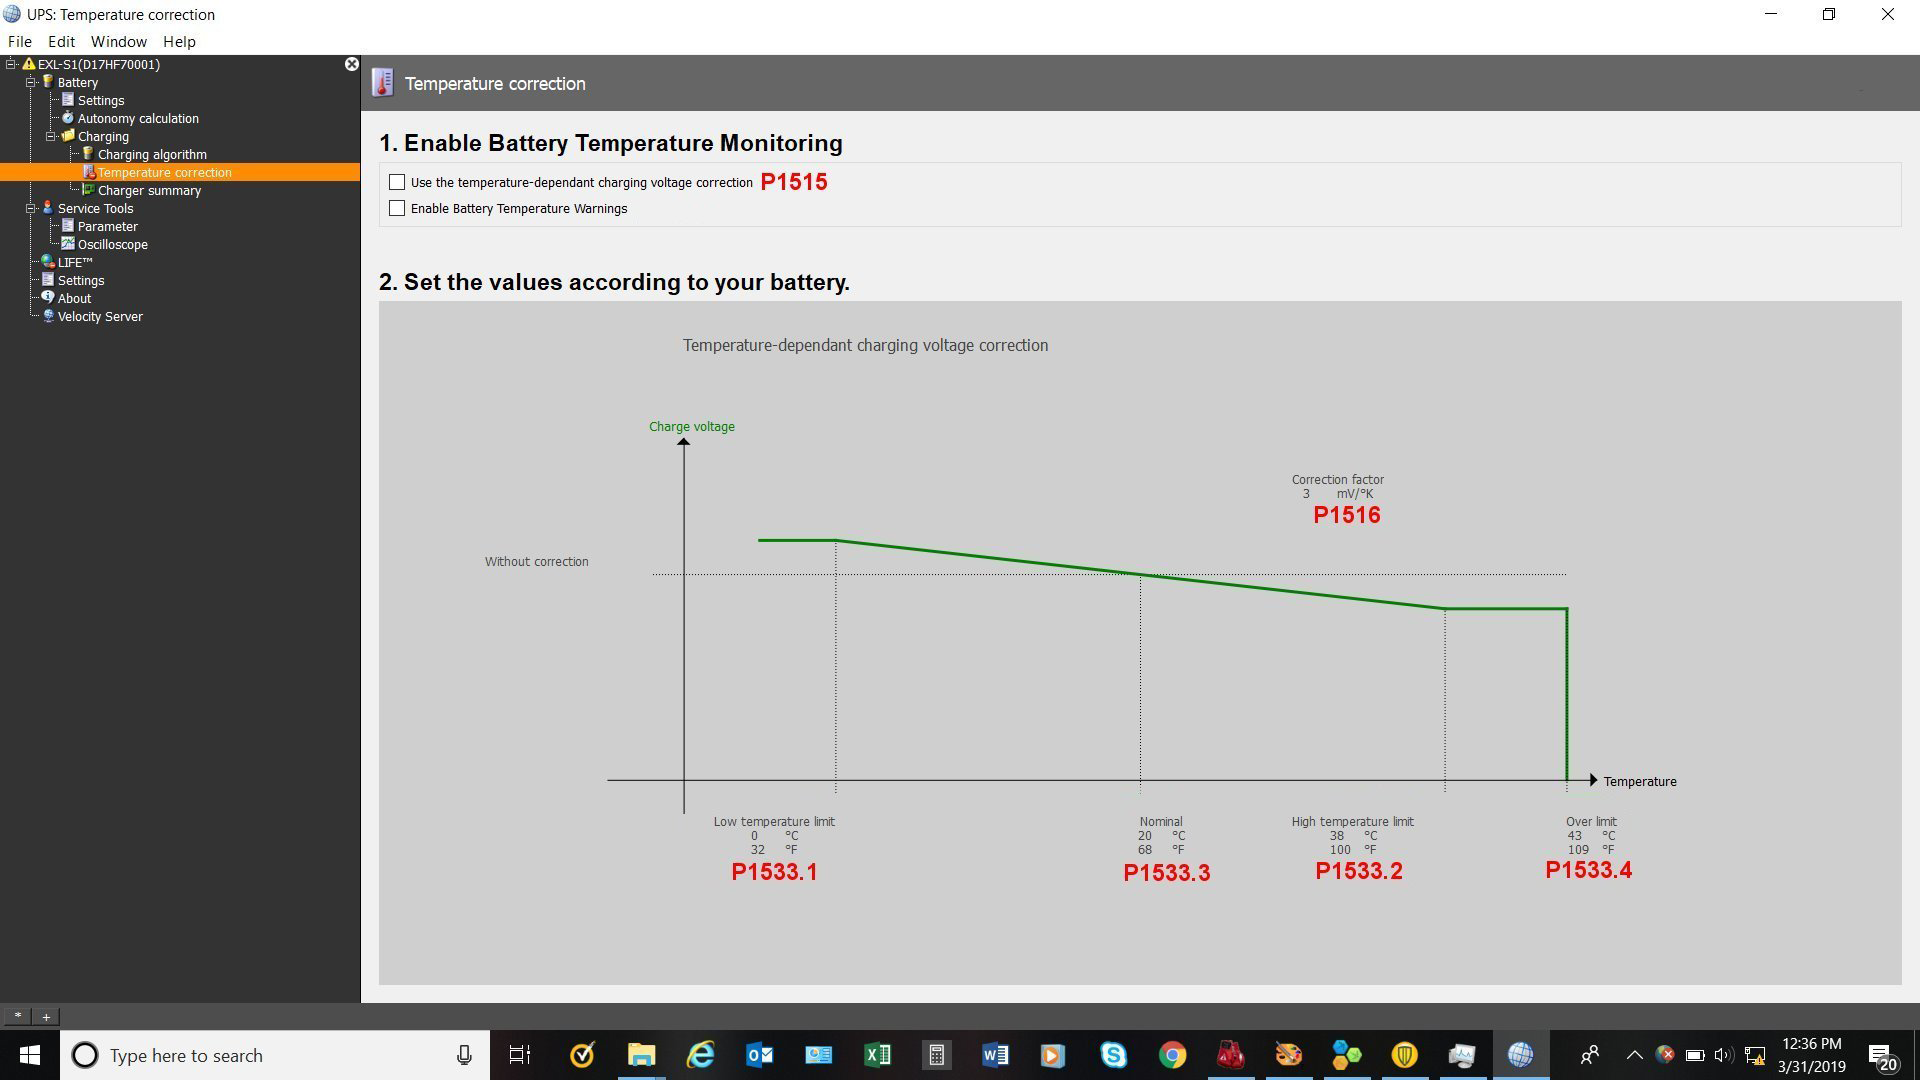 UPS: Temperature correction
File Edit Window Help
EXL-S1(D17HF70001)
Battery
Settings
Autonomy calculation
Charging
Charging algorithm
Temperature correction
Charger summary
Service Tools
Parameter
Oscilloscope
LIFE™
Settings
About
Velocity Server
Temperature correction
1. Enable Battery Temperature Monitoring
Use the temperature-dependant charging voltage correction P1515
Enable Battery Temperature Warnings
2. Set the values according to your battery.
Temperature-dependant charging voltage correction
Charge voltage
Correction factor
3 mV/°K
P1516
Without correction
Temperature
Low temperature limit
0 °C
32 °F
P1533.1
Nominal
20 °C
68 °F
P1533.3
High temperature limit
38 °C
100 °F
P1533.2
Over limit
43 °C
109 °F
P1533.4
* +
Type here to search
12:36 PM
3/31/2019
20